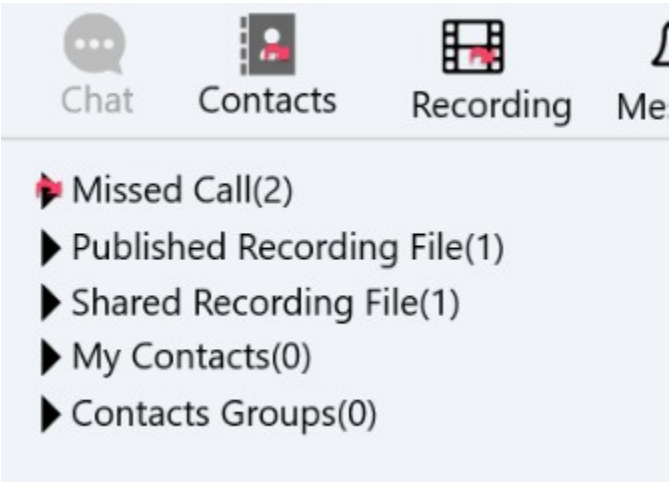 Chat Contacts Recording
Missed Call(2)
Published Recording File(1)
Shared Recording File(1)
My Contacts(0)
Contacts Groups(0)